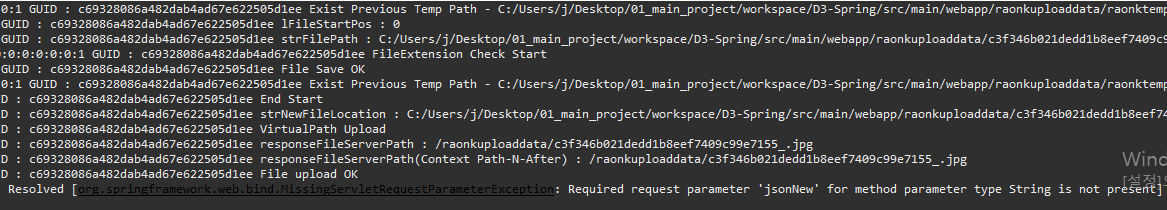 0:1 GUID : c69328086a482dab4ad67e622505d1ee Exist Previous Temp Path - C:/Users/j/Desktop/01_main_project/workspace/D3-Spring/src/main/webapp/raonkuploaddata/raonktemp
GUID : c69328086a482dab4ad67e622505d1ee lFileStartPos : 0
GUID : c69328086a482dab4ad67e622505d1ee strFilePath : C:/Users/j/Desktop/01_main_project/workspace/D3-Spring/src/main/webapp/raonkuploaddata/c3f346b021dedd1b8eef7409c9
0:0:0:0:0:0:1 GUID : c69328086a482dab4ad67e622505d1ee FileExtension Check Start
GUID : c69328086a482dab4ad67e622505d1ee File Save OK
0:1 GUID : c69328086a482dab4ad67e622505d1ee Exist Previous Temp Path - C:/Users/j/Desktop/01_main_project/workspace/D3-Spring/src/main/webapp/raonkuploaddata/raonktemp
D : c69328086a482dab4ad67e622505d1ee End Start
D : c69328086a482dab4ad67e622505d1ee strNewFileLocation : C:/Users/j/Desktop/01_main_project/workspace/D3-Spring/src/main/webapp/raonkuploaddata/c3f346b021dedd1b8eef74
D : c69328086a482dab4ad67e622505d1ee VirtualPath Upload
D : c69328086a482dab4ad67e622505d1ee responseFileServerPath : /raonkuploaddata/c3f346b021dedd1b8eef7409c99e7155_.jpg
D : c69328086a482dab4ad67e622505d1ee responseFileServerPath(Context Path-N-After) : /raonkuploaddata/c3f346b021dedd1b8eef7409c99e7155_.jpg
D : c69328086a482dab4ad67e622505d1ee File upload OK
Resolved [org.springframework.web.bind.MissingServletRequestParameterException: Required request parameter 'jsonNew' for method parameter type String is not present]
Wind
[설정]으